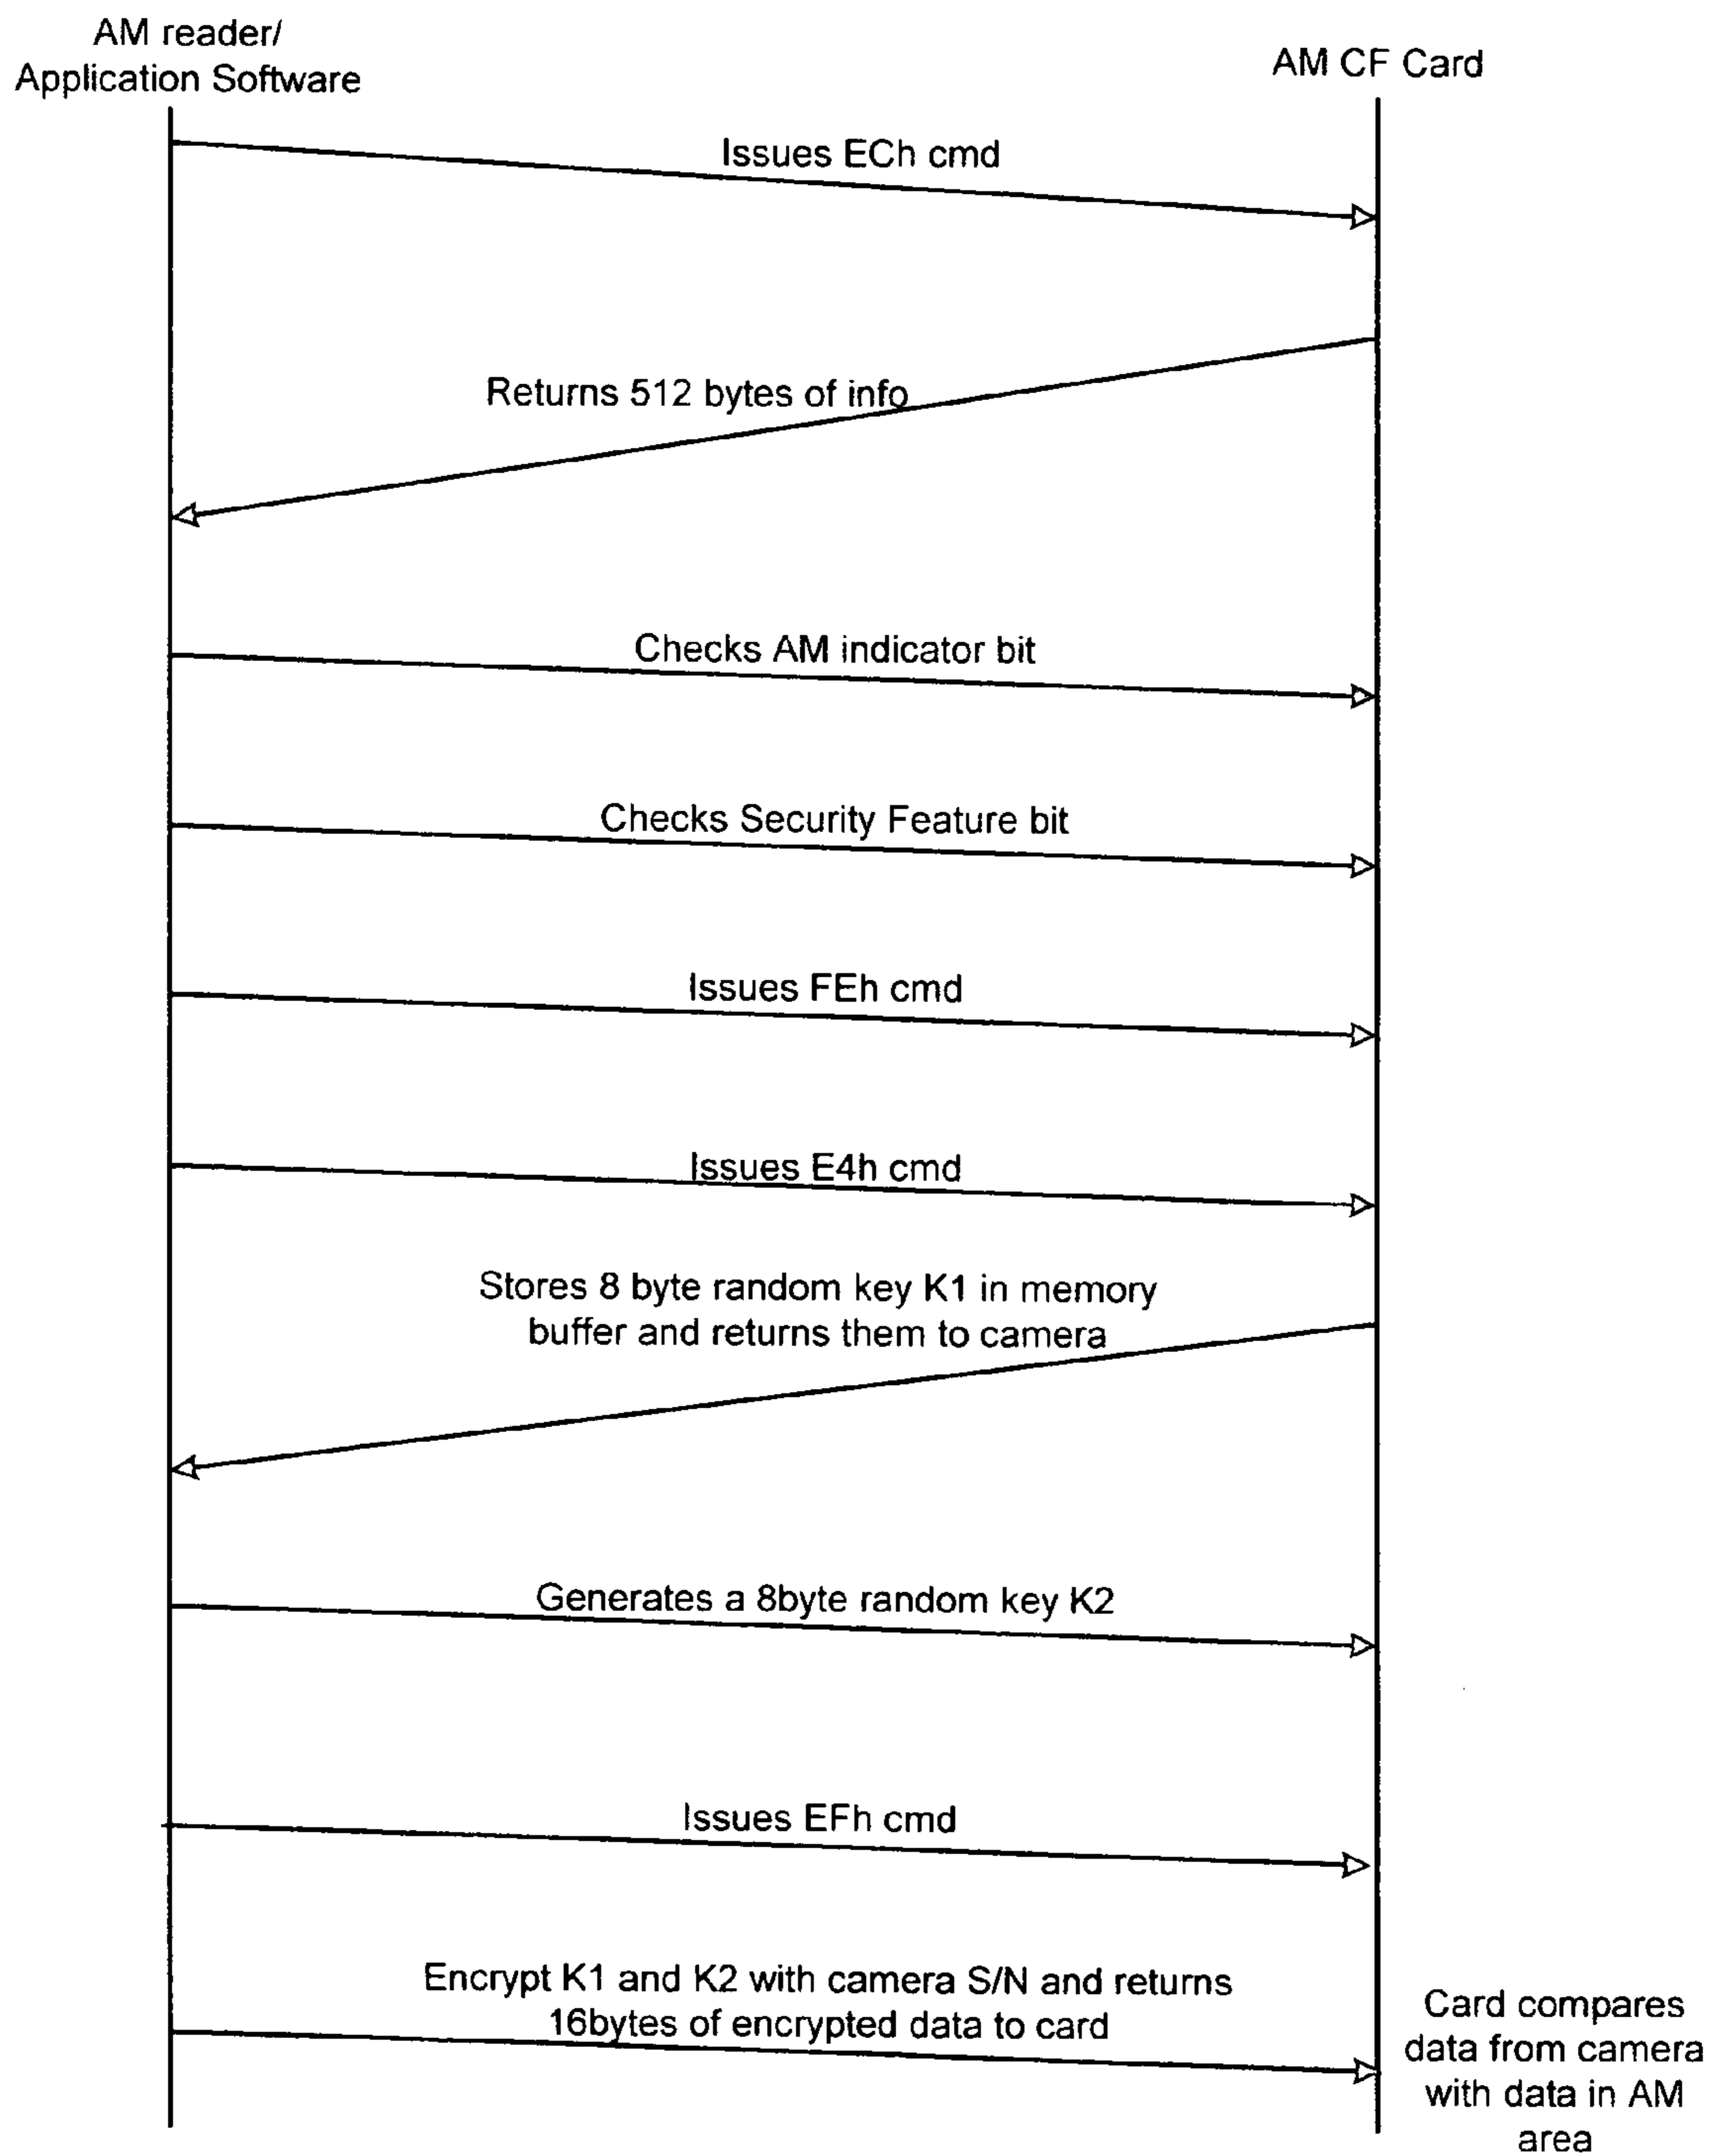 AM reader/
Application Software
AM CF Card
Issues ECh cmd
Returns 512 bytes of info
Checks AM indicator bit
Checks Security Feature bit
Issues FEh cmd
Issues E4h cmd
Stores 8 byte random key K1 in memory
buffer and returns them to camera
Generates a 8byte random key K2
Issues EFh cmd
Encrypt K1 and K2 with camera S/N and returns
16bytes of encrypted data to card
Card compares
data from camera
with data in AM
area